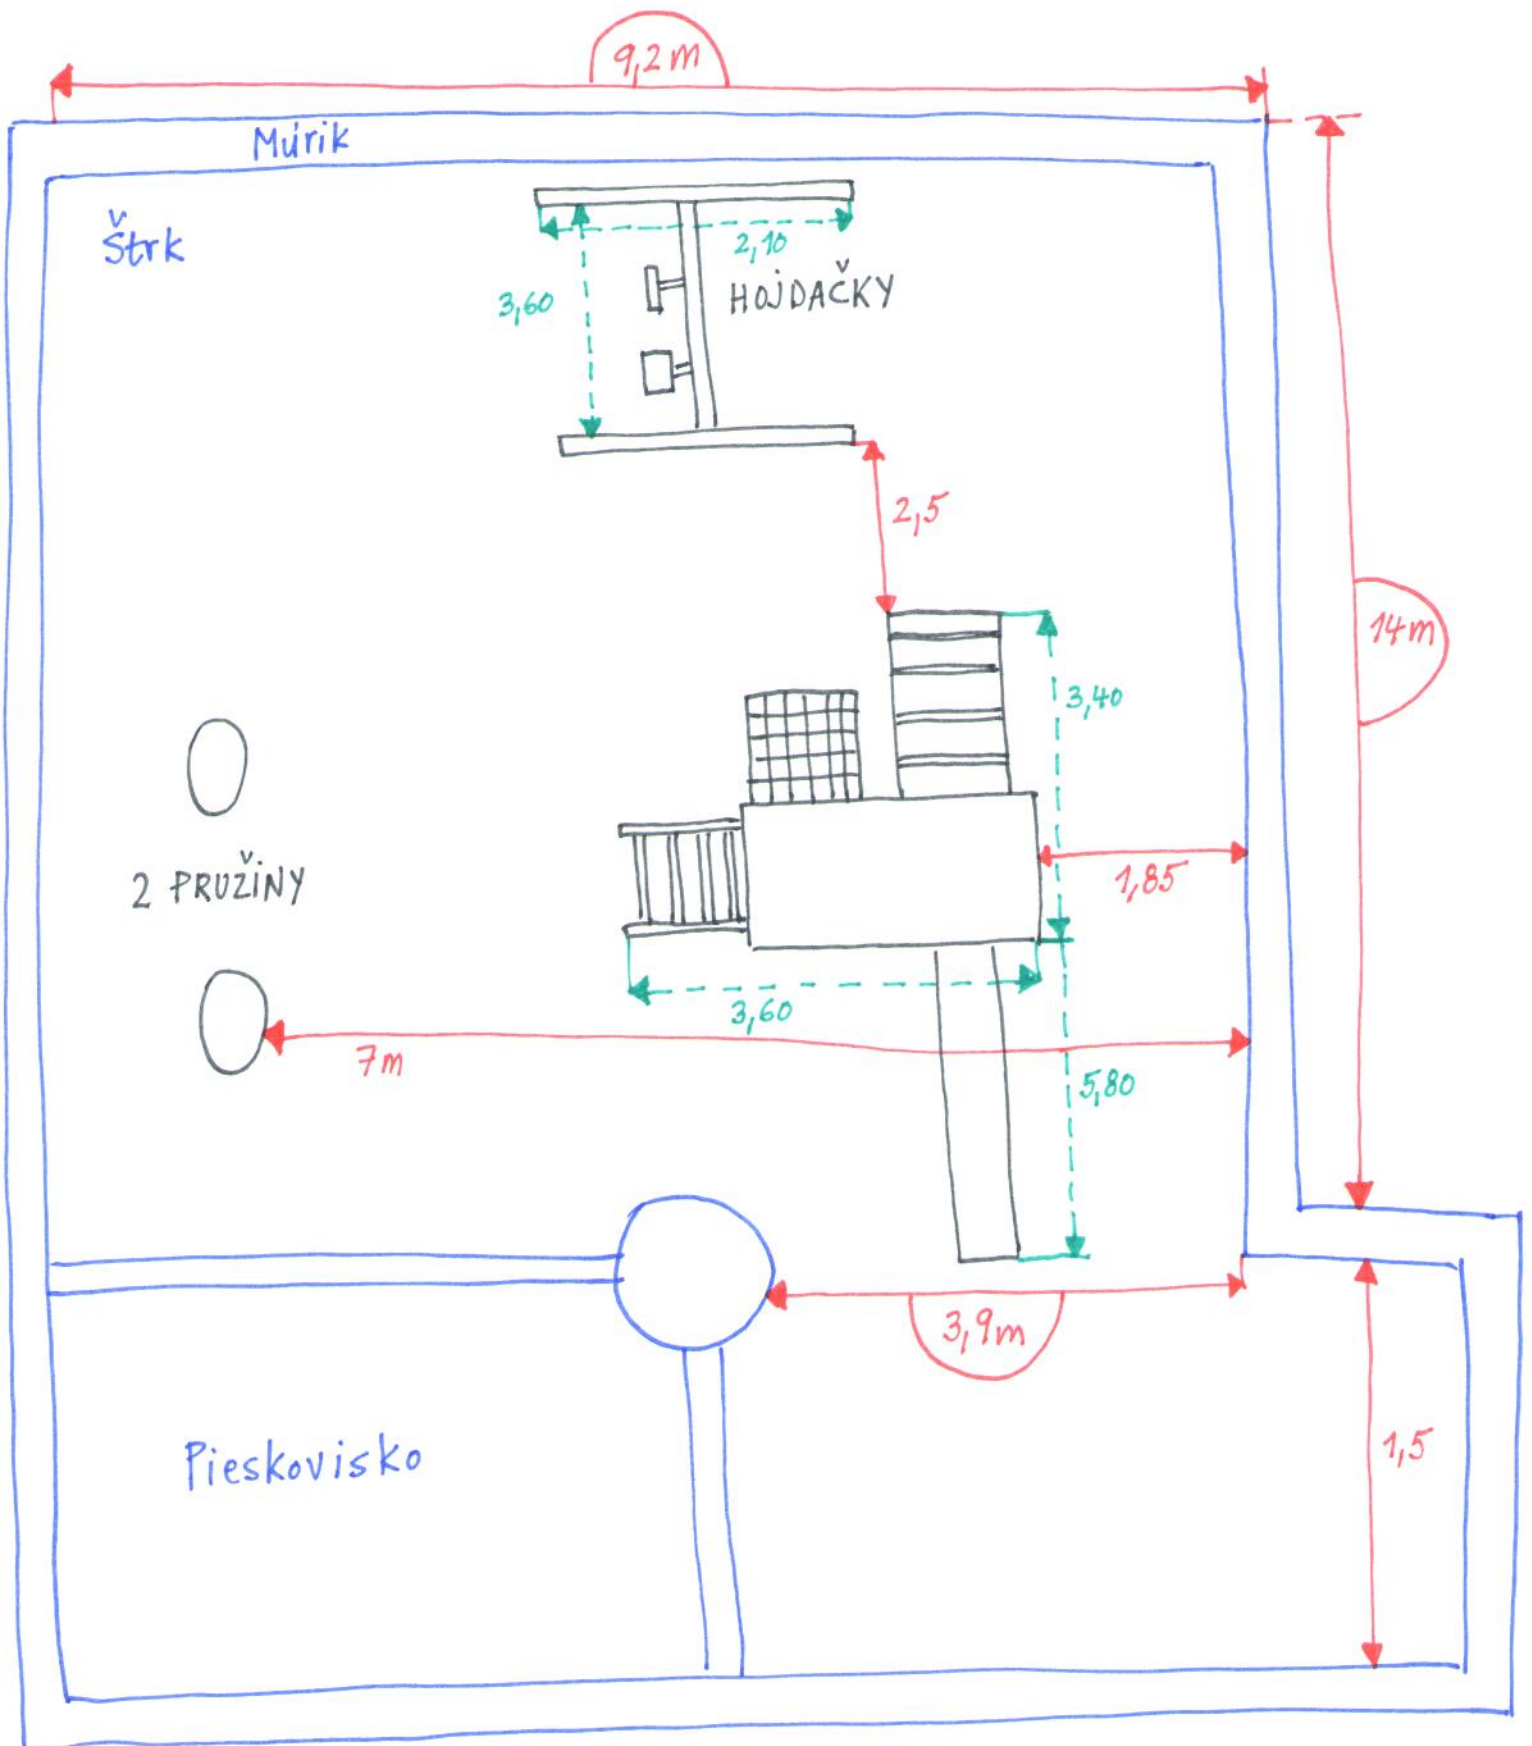 9,2m
Múrik
Štrk
2,10
3,60
HOJDAČKY
2,5
14m
3,40
1,85
2 PRUŽINY
3,60
7m
5,80
3,9m
1,5
Pieskovisko